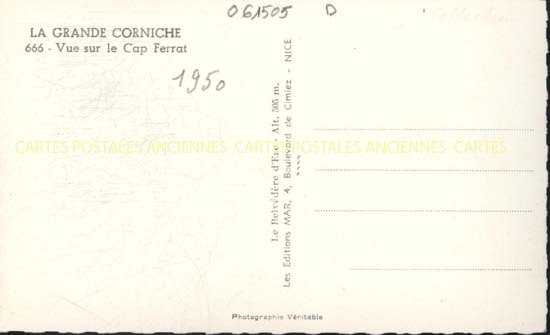 061505 D
LA GRANDE CORNICHE
666 - Vue sur le Cap Ferrat
1950
CARTES POSTALES ANCIENNES CARTES POSTALES ANCIENNES CARTES
Le Belvédère d'Eze - Alt. 505 m.
Les Editions MAR, 4, Boulevard de Cimiez - NICE
Photographie Véritable